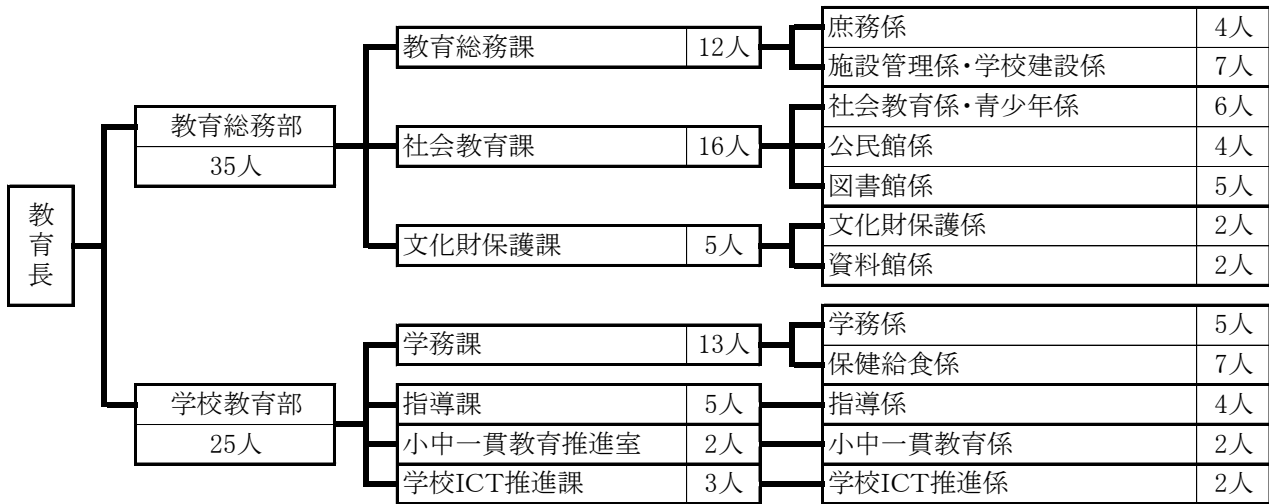 教育長
教育総務部
35人
教育総務課 12人
庶務係 4人
施設管理係・学校建設係 7人
社会教育課 16人
社会教育係・青少年係 6人
公民館係 4人
図書館係 5人
文化財保護課 5人
文化財保護係 2人
資料館係 2人
学校教育部
25人
学務課 13人
学務係 5人
保健給食係 7人
指導課 5人
指導係 4人
小中一貫教育推進室 2人
小中一貫教育係 2人
学校ICT推進課 3人
学校ICT推進係 2人